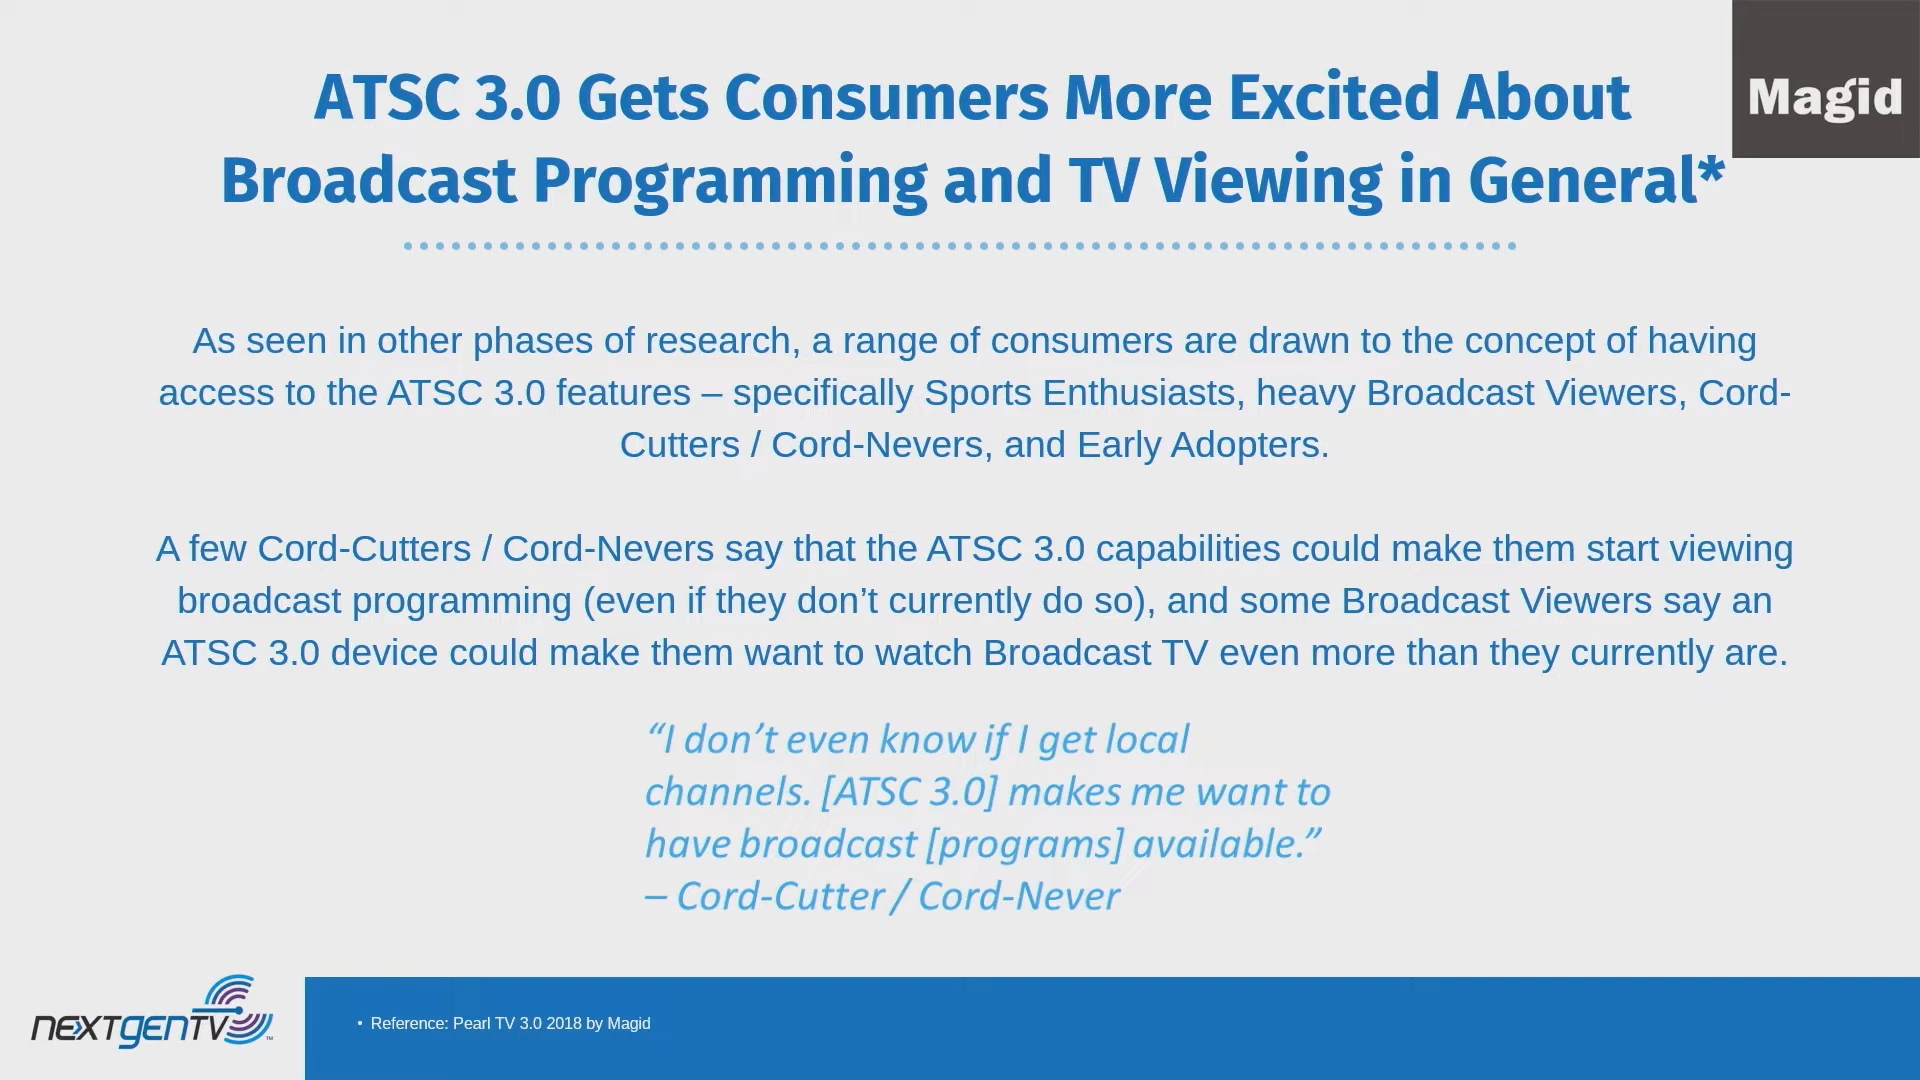 Magid
ATSC 3.0 Gets Consumers More Excited About
Broadcast Programming and TV Viewing in General*
As seen in other phases of research, a range of consumers are drawn to the concept of having
access to the ATSC 3.0 features – specifically Sports Enthusiasts, heavy Broadcast Viewers, Cord-
Cutters / Cord-Nevers, and Early Adopters.
A few Cord-Cutters / Cord-Nevers say that the ATSC 3.0 capabilities could make them start viewing
broadcast programming (even if they don’t currently do so), and some Broadcast Viewers say an
ATSC 3.0 device could make them want to watch Broadcast TV even more than they currently are.
“I don’t even know if I get local
channels. [ATSC 3.0] makes me want to
have broadcast [programs] available.”
– Cord-Cutter / Cord-Never
NEXTGENTV™
• Reference: Pearl TV 3.0 2018 by Magid